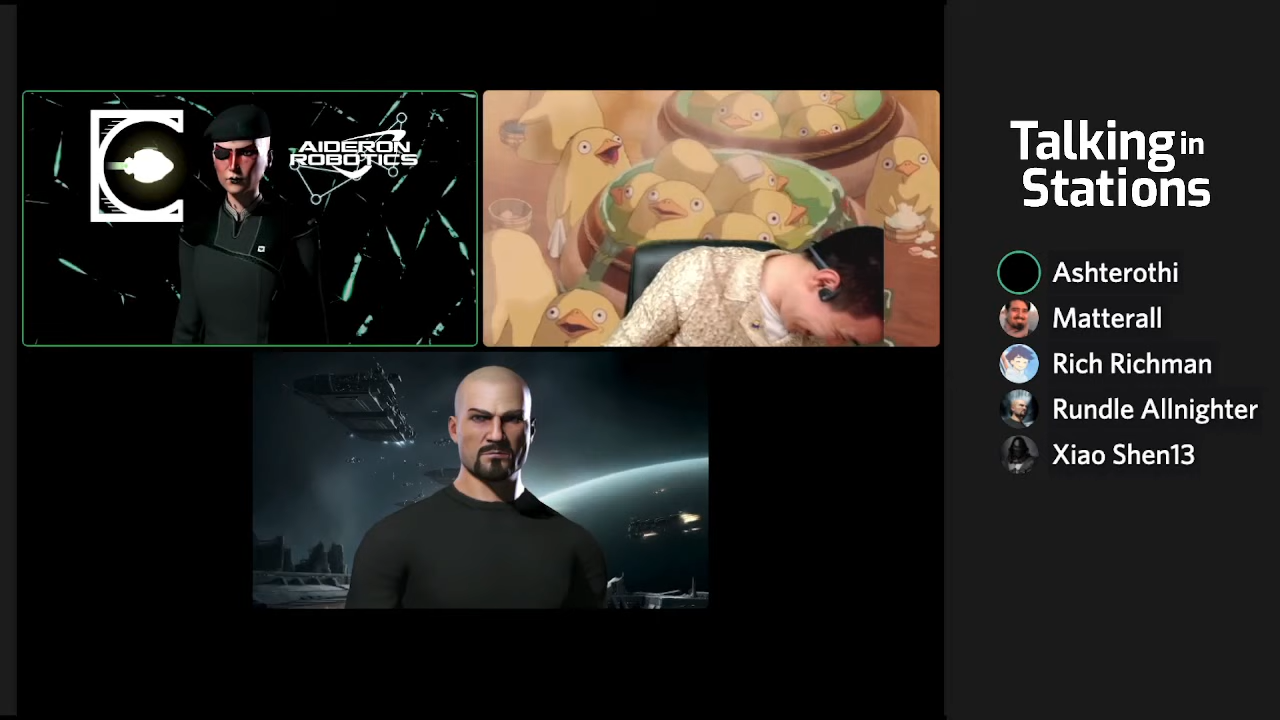 AIDERON
ROBOTICS
Talking in
Stations
Ashterothi
Matterall
Rich Richman
Rundle Allnighter
Xiao Shen13